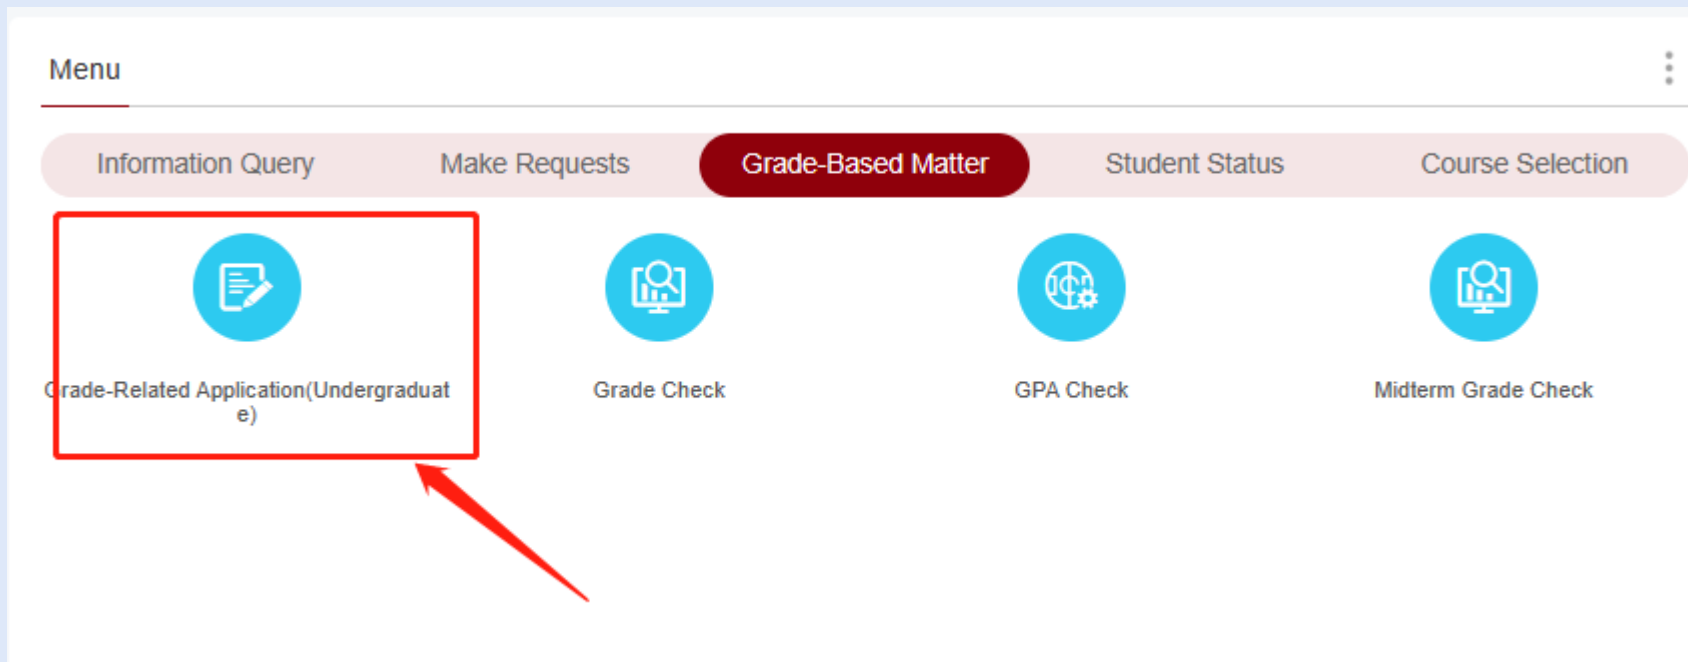 Menu
Information Query Make Requests Grade-Based Matter Student Status Course Selection
Grade-Related Application(Undergraduat
e)
Grade Check
GPA Check
Midterm Grade Check